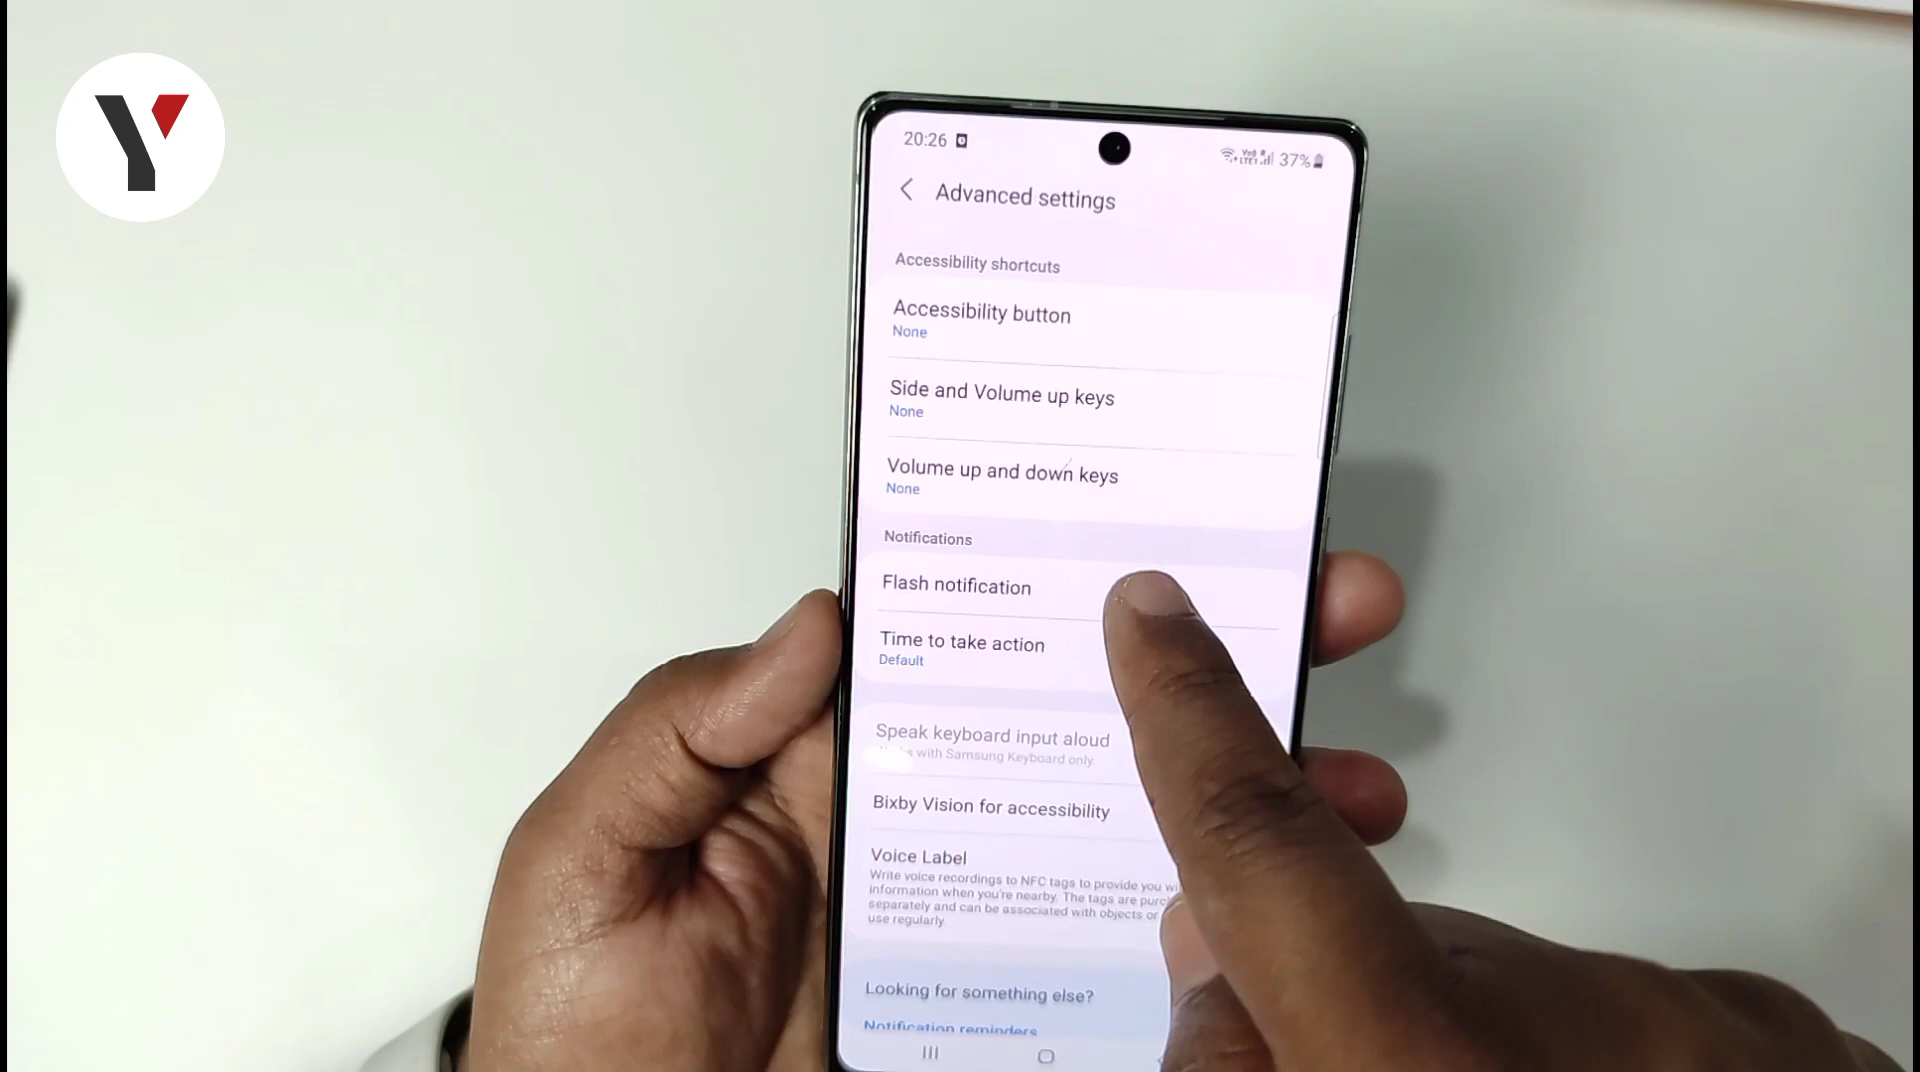 Y
20:26
37%
Advanced settings
Accessibility shortcuts
Accessibility button
None
Side and Volume up keys
None
Volume up and down keys
None
Notifications
Flash notification
Time to take action
Default
Speak keyboard input aloud
with Samsung Keyboard only
Bixby Vision for accessibility
Voice Label
Write voice recordings to NFC tags to provide you
information when you're nearby. The tags are
separately and can be associated with objects or
use regularly.
Looking for something else?
Notification reminders